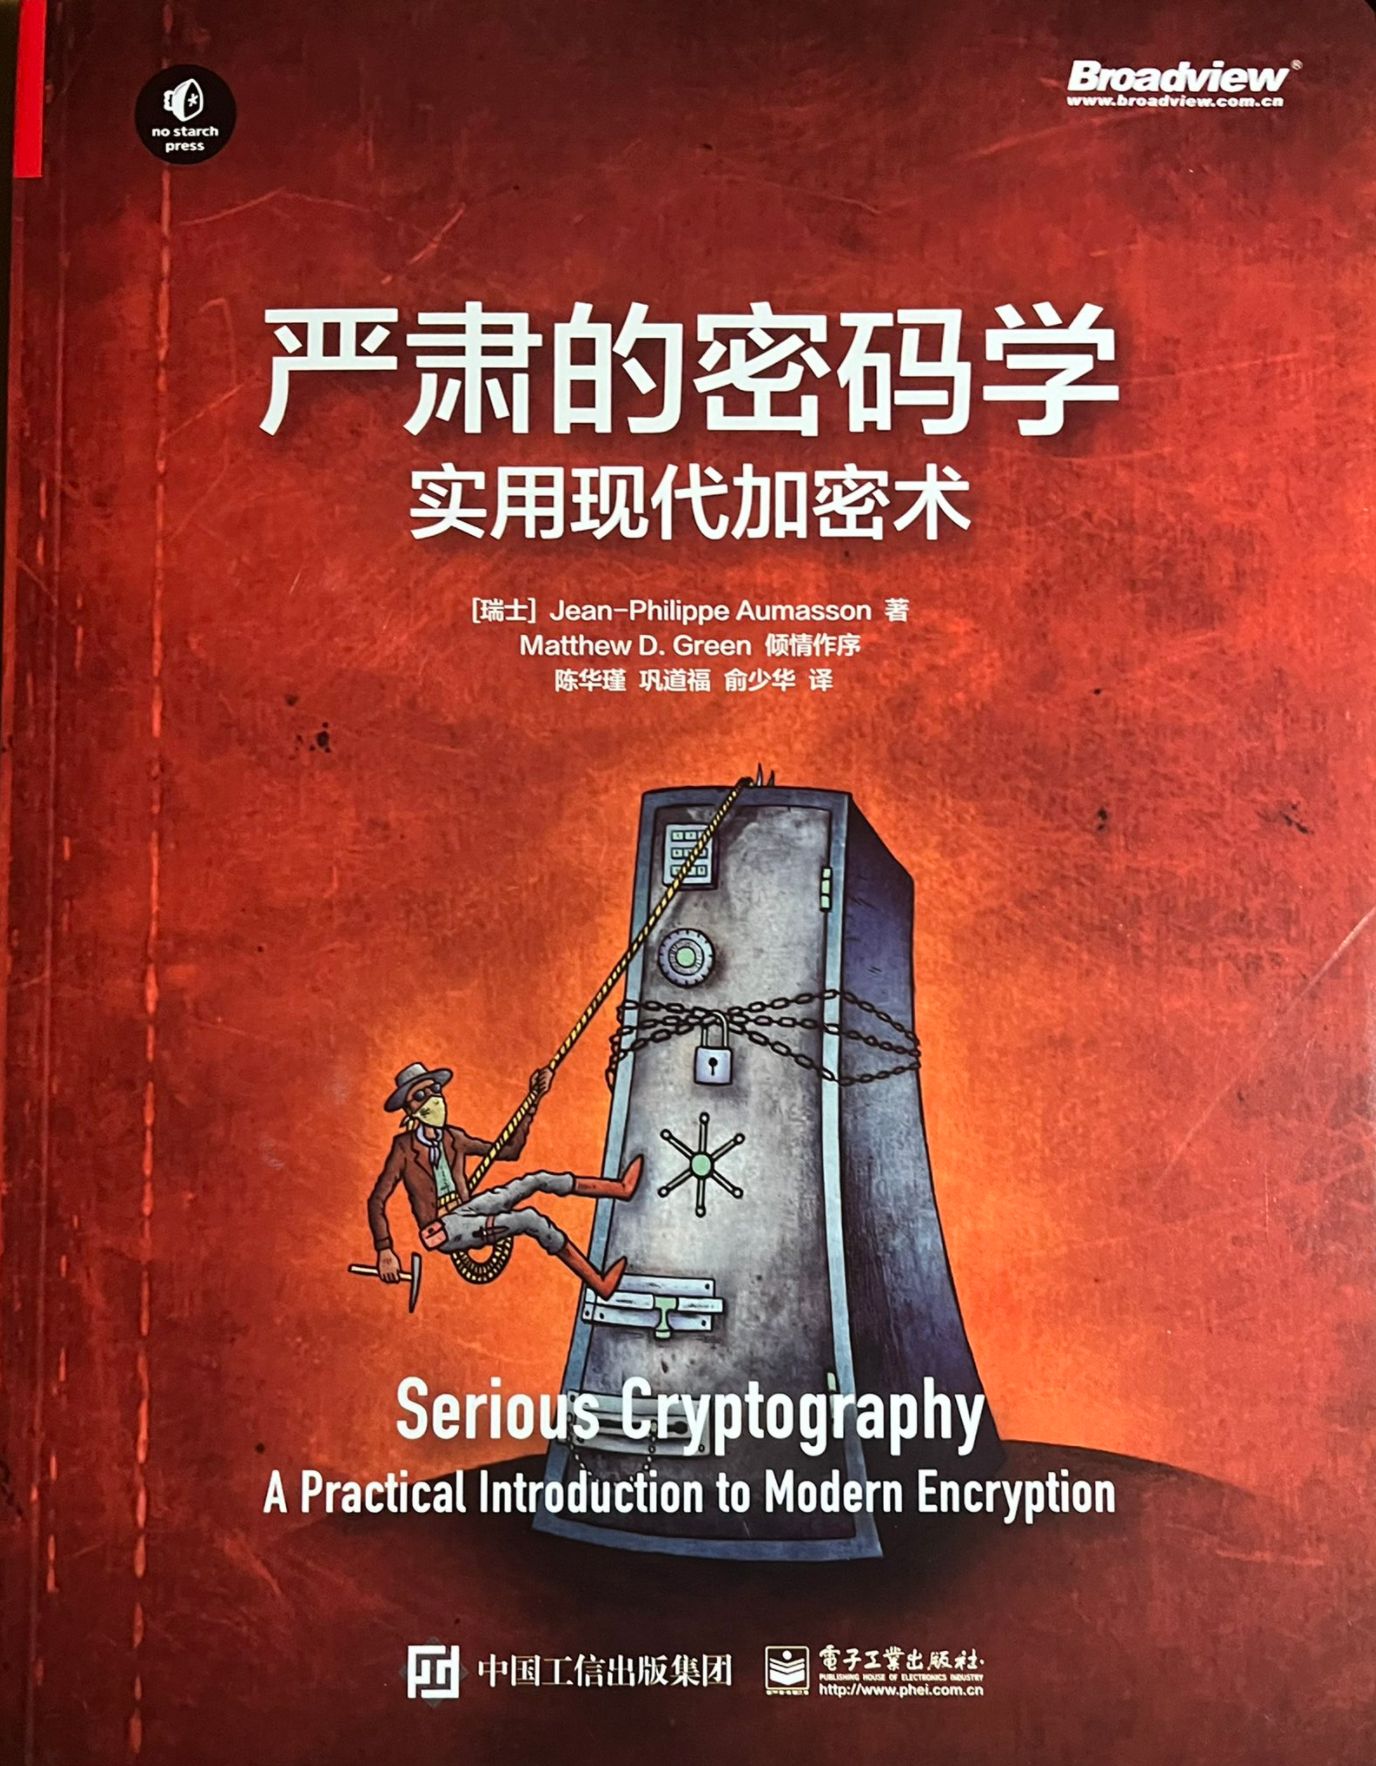 no starch
press
Broadview®
www.broadview.com.cn
严肃的密码学
实用现代加密术
[瑞士] Jean-Philippe Aumasson 著
Matthew D. Green 倾情作序
陈华瑾 巩道福 俞少华 译
Serious Cryptography
A Practical Introduction to Modern Encryption
中国工信出版集团
電子工業出版社·
PUBLISHING HOUSE OF ELECTRONICS INDUSTRY
http://www.phei.com.cn